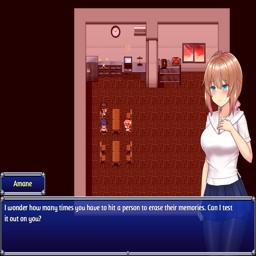 Amane
I wonder how many times you have to hit a person to erase their memories. Can I test
it out on you?